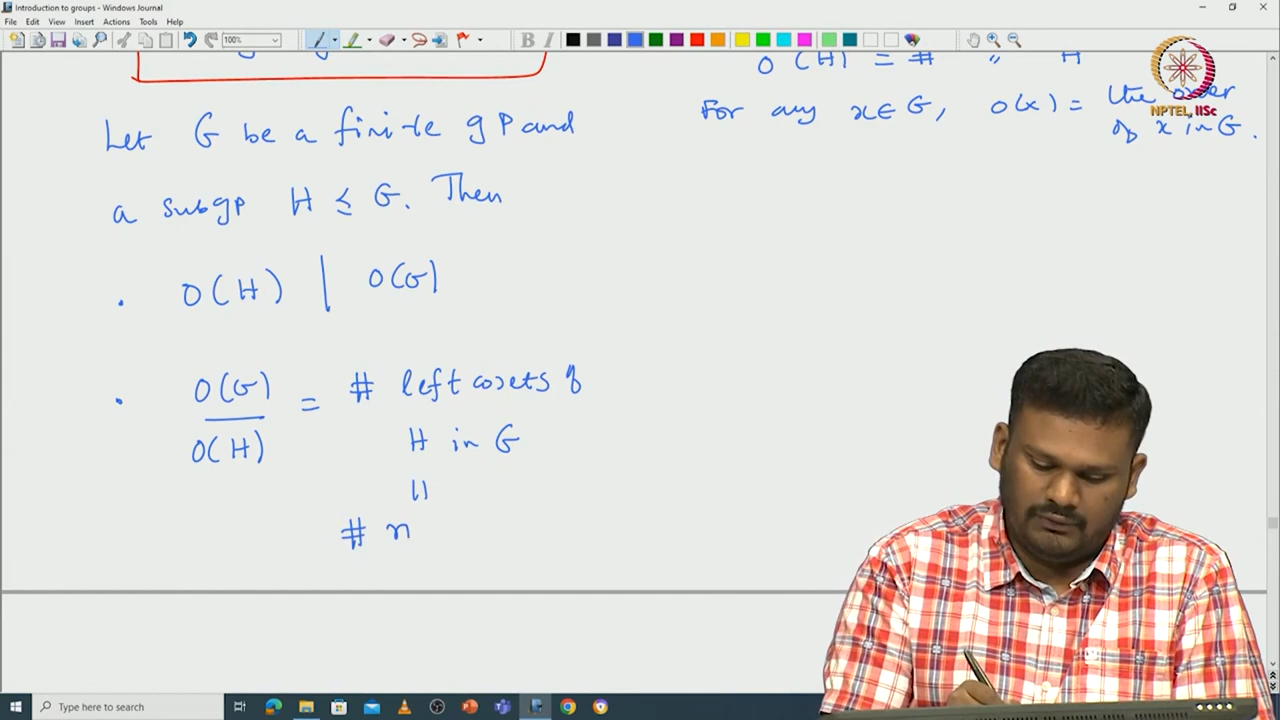 Introduction to groups - Windows Journal
File Edit View Insert Actions Tools Help
100%
B I
O (H) = # " H
For any x ∈ G, O(x) = the order
of x in G.
NPTEL, IISc
Let G be a finite gp and
a subgp H ≤ G. Then
. O(H) | O(G)
. O(G)
O(H)
= # left cosets of
H in G
||
# r
Type here to search